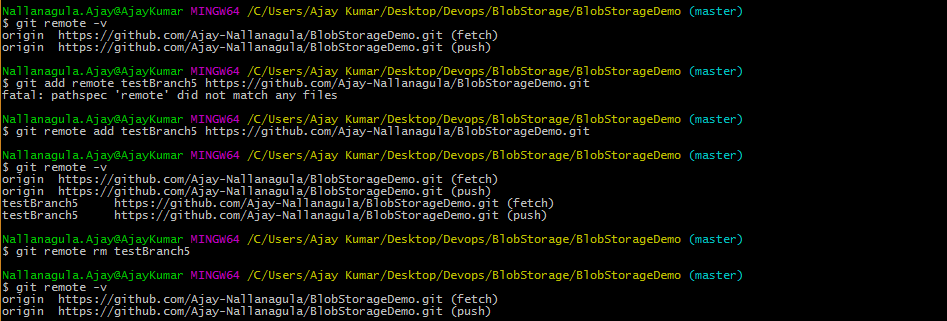 Nallanagula.Ajay@AjayKumar MINGW64 /C/Users/Ajay Kumar/Desktop/Devops/BlobStorage/BlobStorageDemo (master)
$ git remote -v
origin  https://github.com/Ajay-Nallanagula/BlobStorageDemo.git (fetch)
origin  https://github.com/Ajay-Nallanagula/BlobStorageDemo.git (push)
Nallanagula.Ajay@AjayKumar MINGW64 /C/Users/Ajay Kumar/Desktop/Devops/BlobStorage/BlobStorageDemo (master)
$ git add remote testBranch5 https://github.com/Ajay-Nallanagula/BlobStorageDemo.git
fatal: pathspec 'remote' did not match any files
Nallanagula.Ajay@AjayKumar MINGW64 /C/Users/Ajay Kumar/Desktop/Devops/BlobStorage/BlobStorageDemo (master)
$ git remote add testBranch5 https://github.com/Ajay-Nallanagula/BlobStorageDemo.git
Nallanagula.Ajay@AjayKumar MINGW64 /C/Users/Ajay Kumar/Desktop/Devops/BlobStorage/BlobStorageDemo (master)
$ git remote -v
origin  https://github.com/Ajay-Nallanagula/BlobStorageDemo.git (fetch)
origin  https://github.com/Ajay-Nallanagula/BlobStorageDemo.git (push)
testBranch5     https://github.com/Ajay-Nallanagula/BlobStorageDemo.git (fetch)
testBranch5     https://github.com/Ajay-Nallanagula/BlobStorageDemo.git (push)
Nallanagula.Ajay@AjayKumar MINGW64 /C/Users/Ajay Kumar/Desktop/Devops/BlobStorage/BlobStorageDemo (master)
$ git remote rm testBranch5
Nallanagula.Ajay@AjayKumar MINGW64 /C/Users/Ajay Kumar/Desktop/Devops/BlobStorage/BlobStorageDemo (master)
$ git remote -v
origin  https://github.com/Ajay-Nallanagula/BlobStorageDemo.git (fetch)
origin  https://github.com/Ajay-Nallanagula/BlobStorageDemo.git (push)